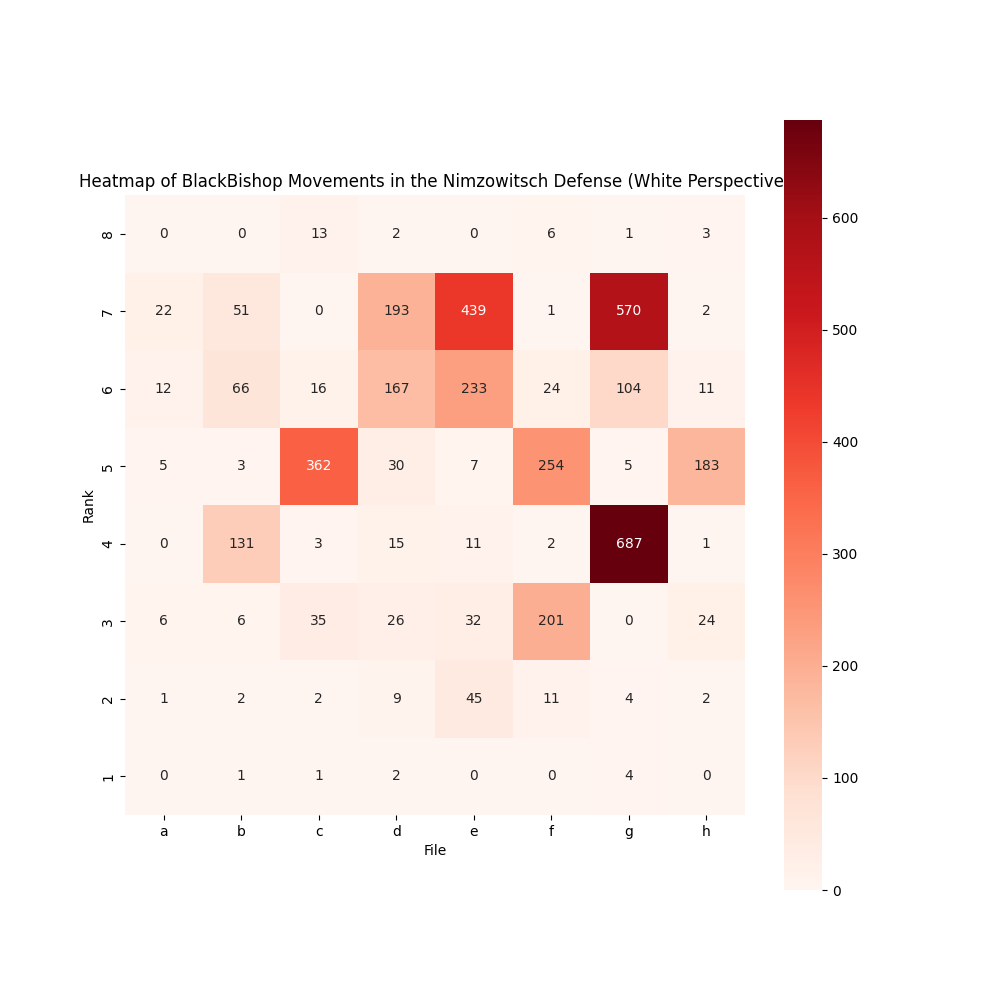 Heatmap of BlackBishop Movements in the Nimzowitsch Defense (White Perspective
8 0 0 13 2 0 6 1 3
7 22 51 0 193 439 1 570 2
6 12 66 16 167 233 24 104 11
5 5 3 362 30 7 254 5 183
4 0 131 3 15 11 2 687 1
3 6 6 35 26 32 201 0 24
2 1 2 2 9 45 11 4 2
1 0 1 1 2 0 0 4 0
a b c d e f g h
File
Rank
600
500
400
300
200
100
0